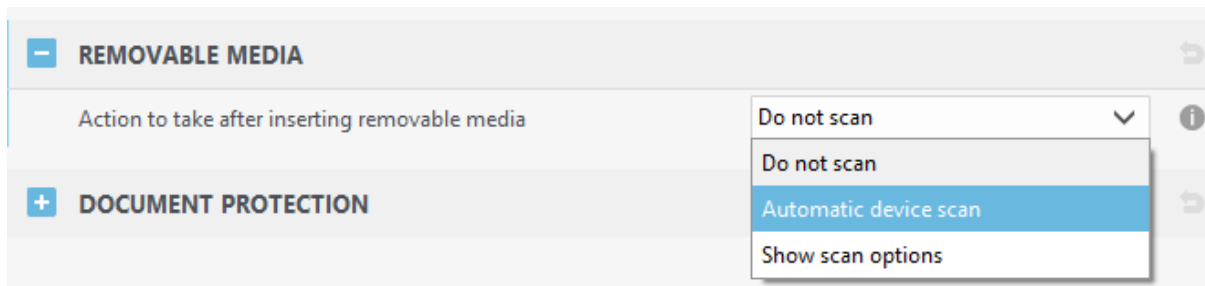 REMOVABLE MEDIA
Action to take after inserting removable media
Do not scan
Do not scan
Automatic device scan
Show scan options
DOCUMENT PROTECTION